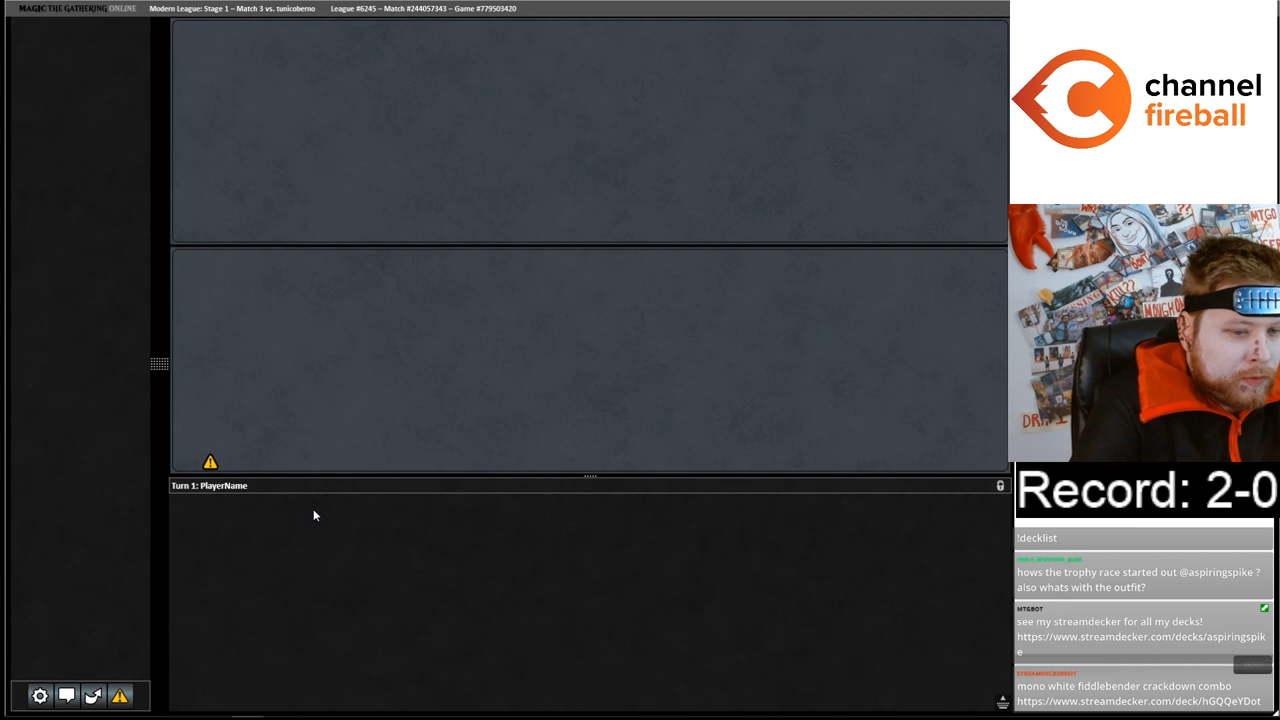 MAGIC THE GATHERING ONLINE
Modern League: Stage 1 – Match 3 vs. tunicoberno
League #6245 – Match #244057343 – Game #779503420
channel
fireball
MTGO
KILL??
Turn 1: PlayerName
Record: 2-0
!decklist
hows the trophy race started out @aspiringspike ?
also whats with the outfit?
MTGBOT
see my streamdecker for all my decks!
https://www.streamdecker.com/decks/aspiringspik
e
STREAMDECKERBOT
mono white fiddlebender crackdown combo
https://www.streamdecker.com/deck/hGQQeYDot